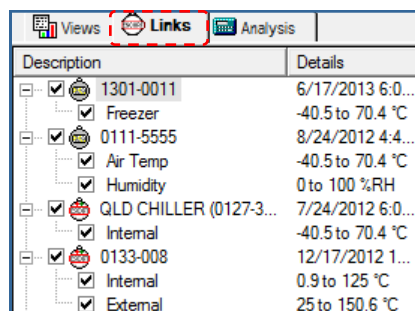 Views Links Analysis
Description Details
1301-0011 6/17/2013 6:0...
Freezer -40.5 to 70.4 °C
0111-5555 8/24/2012 4:4...
Air Temp -40.5 to 70.4 °C
Humidity 0 to 100 %RH
QLD CHILLER (0127-3... 7/24/2012 6:0...
Internal -40.5 to 70.4 °C
0133-008 12/17/2012 1...
Internal 0.9 to 125 °C
External 25 to 150.6 °C